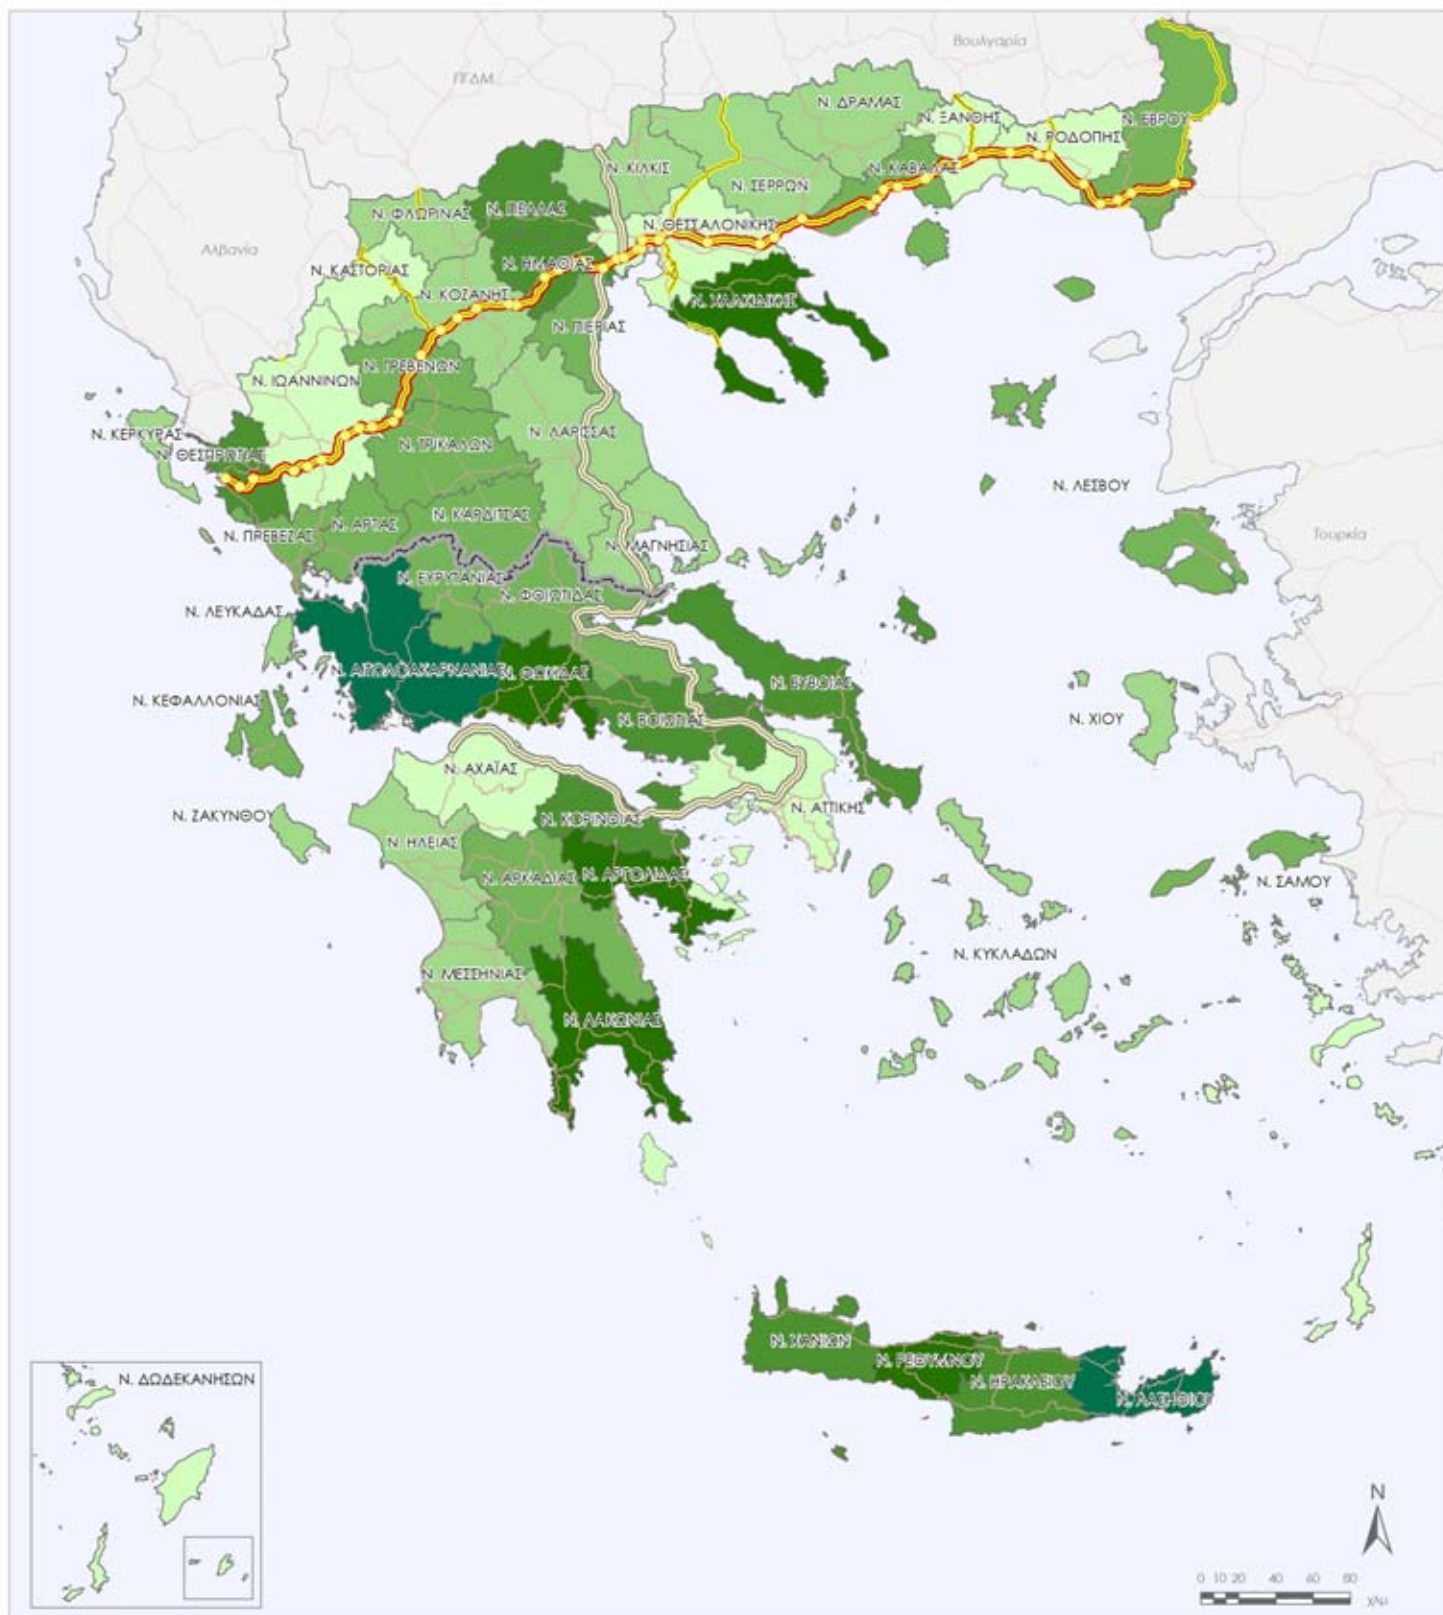 Βουλγαρία
ΠΓΔΜ
Ν. ΔΡΑΜΑΣ
Ν. ΞΑΝΘΗΣ
Ν. ΕΒΡΟΥ
Ν. ΡΟΔΟΠΗΣ
Ν. ΚΙΛΚΙΣ
Ν. ΚΑΒΑΛΑΣ
Ν. ΣΕΡΡΩΝ
Ν. ΦΛΩΡΙΝΑΣ
Ν. ΠΕΛΛΑΣ
Ν. ΘΕΣΣΑΛΟΝΙΚΗΣ
Αλβανία
Ν. ΚΑΣΤΟΡΙΑΣ
Ν. ΗΜΑΘΙΑΣ
Ν. ΚΟΖΑΝΗΣ
Ν. ΧΑΛΚΙΔΙΚΗΣ
Ν. ΠΙΕΡΙΑΣ
Ν. ΓΡΕΒΕΝΩΝ
Ν. ΙΩΑΝΝΙΝΩΝ
Ν. ΚΕΡΚΥΡΑΣ
Ν. ΛΑΡΙΣΣΑΣ
Ν. ΤΡΙΚΑΛΩΝ
Ν. ΘΕΣΠΡΩΤΙΑΣ
Ν. ΛΕΣΒΟΥ
Ν. ΚΑΡΔΙΤΣΑΣ
Ν. ΑΡΤΑΣ
Ν. ΠΡΕΒΕΖΑΣ
Τουρκία
Ν. ΜΑΓΝΗΣΙΑΣ
Ν. ΕΥΡΥΤΑΝΙΑΣ
Ν. ΦΘΙΩΤΙΔΑΣ
Ν. ΛΕΥΚΑΔΑΣ
Ν. ΑΙΤΩΛΟΑΚΑΡΝΑΝΙΑΣ
Ν. ΦΩΚΙΔΑΣ
Ν. ΕΥΒΟΙΑΣ
Ν. ΚΕΦΑΛΛΟΝΙΑΣ
Ν. ΒΟΙΩΤΙΑΣ
Ν. ΧΙΟΥ
Ν. ΑΧΑΪΑΣ
Ν. ΑΤΤΙΚΗΣ
Ν. ΖΑΚΥΝΘΟΥ
Ν. ΚΟΡΙΝΘΙΑΣ
Ν. ΗΛΕΙΑΣ
Ν. ΑΡΓΟΛΙΔΑΣ
Ν. ΑΡΚΑΔΙΑΣ
Ν. ΣΑΜΟΥ
Ν. ΚΥΚΛΑΔΩΝ
Ν. ΜΕΣΣΗΝΙΑΣ
Ν. ΛΑΚΩΝΙΑΣ
Ν. ΧΑΝΙΩΝ
Ν. ΡΕΘΥΜΝΟΥ
Ν. ΗΡΑΚΛΕΙΟΥ
Ν. ΛΑΣΗΘΙΟΥ
Ν. ΔΩΔΕΚΑΝΗΣΩΝ
N
0 10 20 40 60 80
χλμ